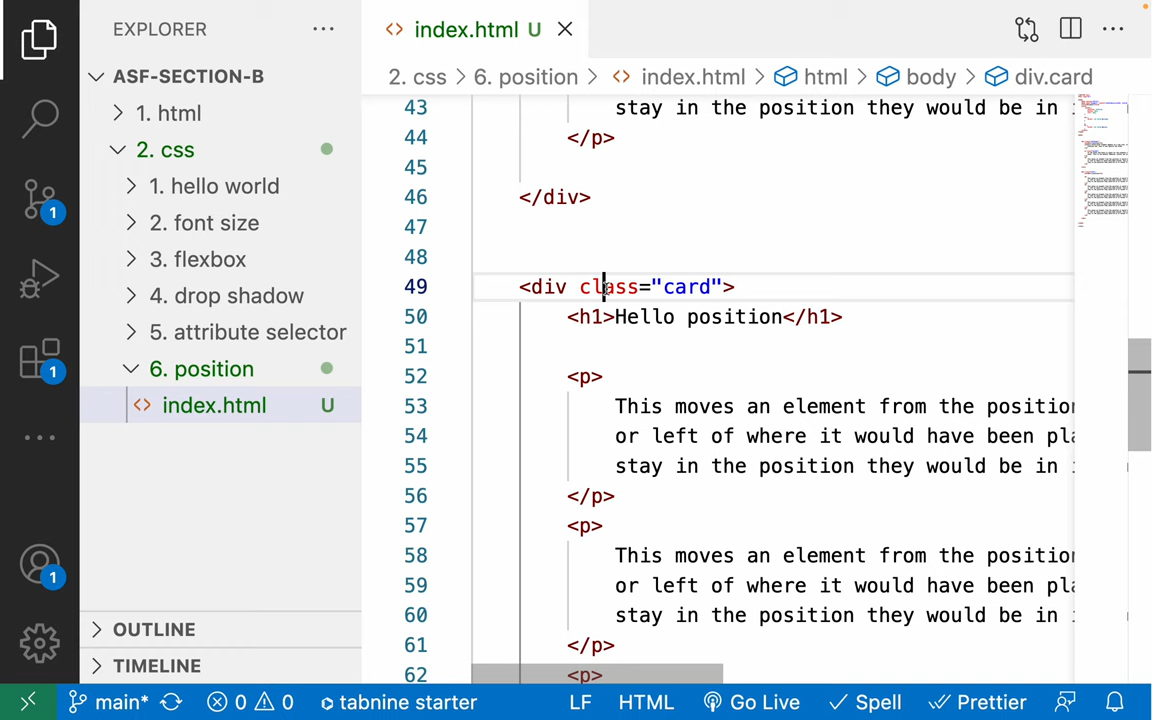 EXPLORER
index.html U
ASF-SECTION-B
2. css > 6. position > index.html > html > body > div.card
1. html
2. css
1. hello world
2. font size
3. flexbox
4. drop shadow
5. attribute selector
6. position
index.html U
OUTLINE
TIMELINE
1
1
1
43 stay in the position they would be in
44 </p>
45
46 </div>
47
48
49 <div class="card">
50 <h1>Hello position</h1>
51
52 <p>
53 This moves an element from the position
54 or left of where it would have been pla
55 stay in the position they would be in
56 </p>
57 <p>
58 This moves an element from the position
59 or left of where it would have been pla
60 stay in the position they would be in
61 </p>
62 <p>
main* 0 0 tabnine starter LF HTML Go Live Spell Prettier